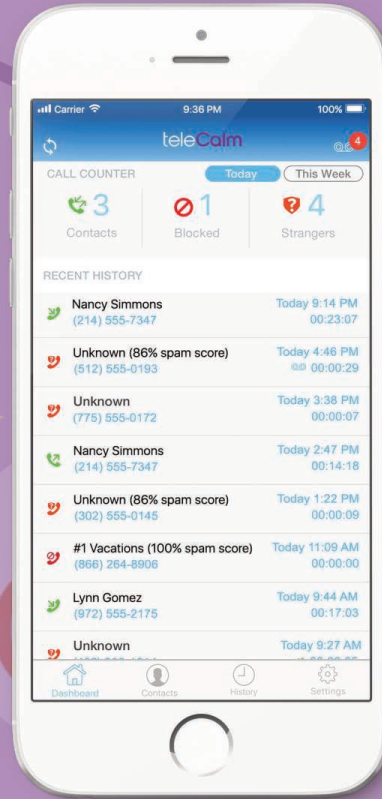 Carrier 9:36 PM 100%
teleCalm 4
CALL COUNTER Today This Week
3 1 4
Contacts Blocked Strangers
RECENT HISTORY
Nancy Simmons Today 9:14 PM
(214) 555-7347 00:23:07
Unknown (86% spam score) Today 4:46 PM
(512) 555-0193 00:00:29
Unknown Today 3:38 PM
(775) 555-0172 00:00:07
Nancy Simmons Today 2:47 PM
(214) 555-7347 00:14:18
Unknown (86% spam score) Today 1:22 PM
(302) 555-0145 00:00:09
#1 Vacations (100% spam score) Today 11:09 AM
(866) 264-8906 00:00:00
Lynn Gomez Today 9:44 AM
(972) 555-2175 00:17:03
Unknown Today 9:27 AM
Dashboard Contacts History Settings